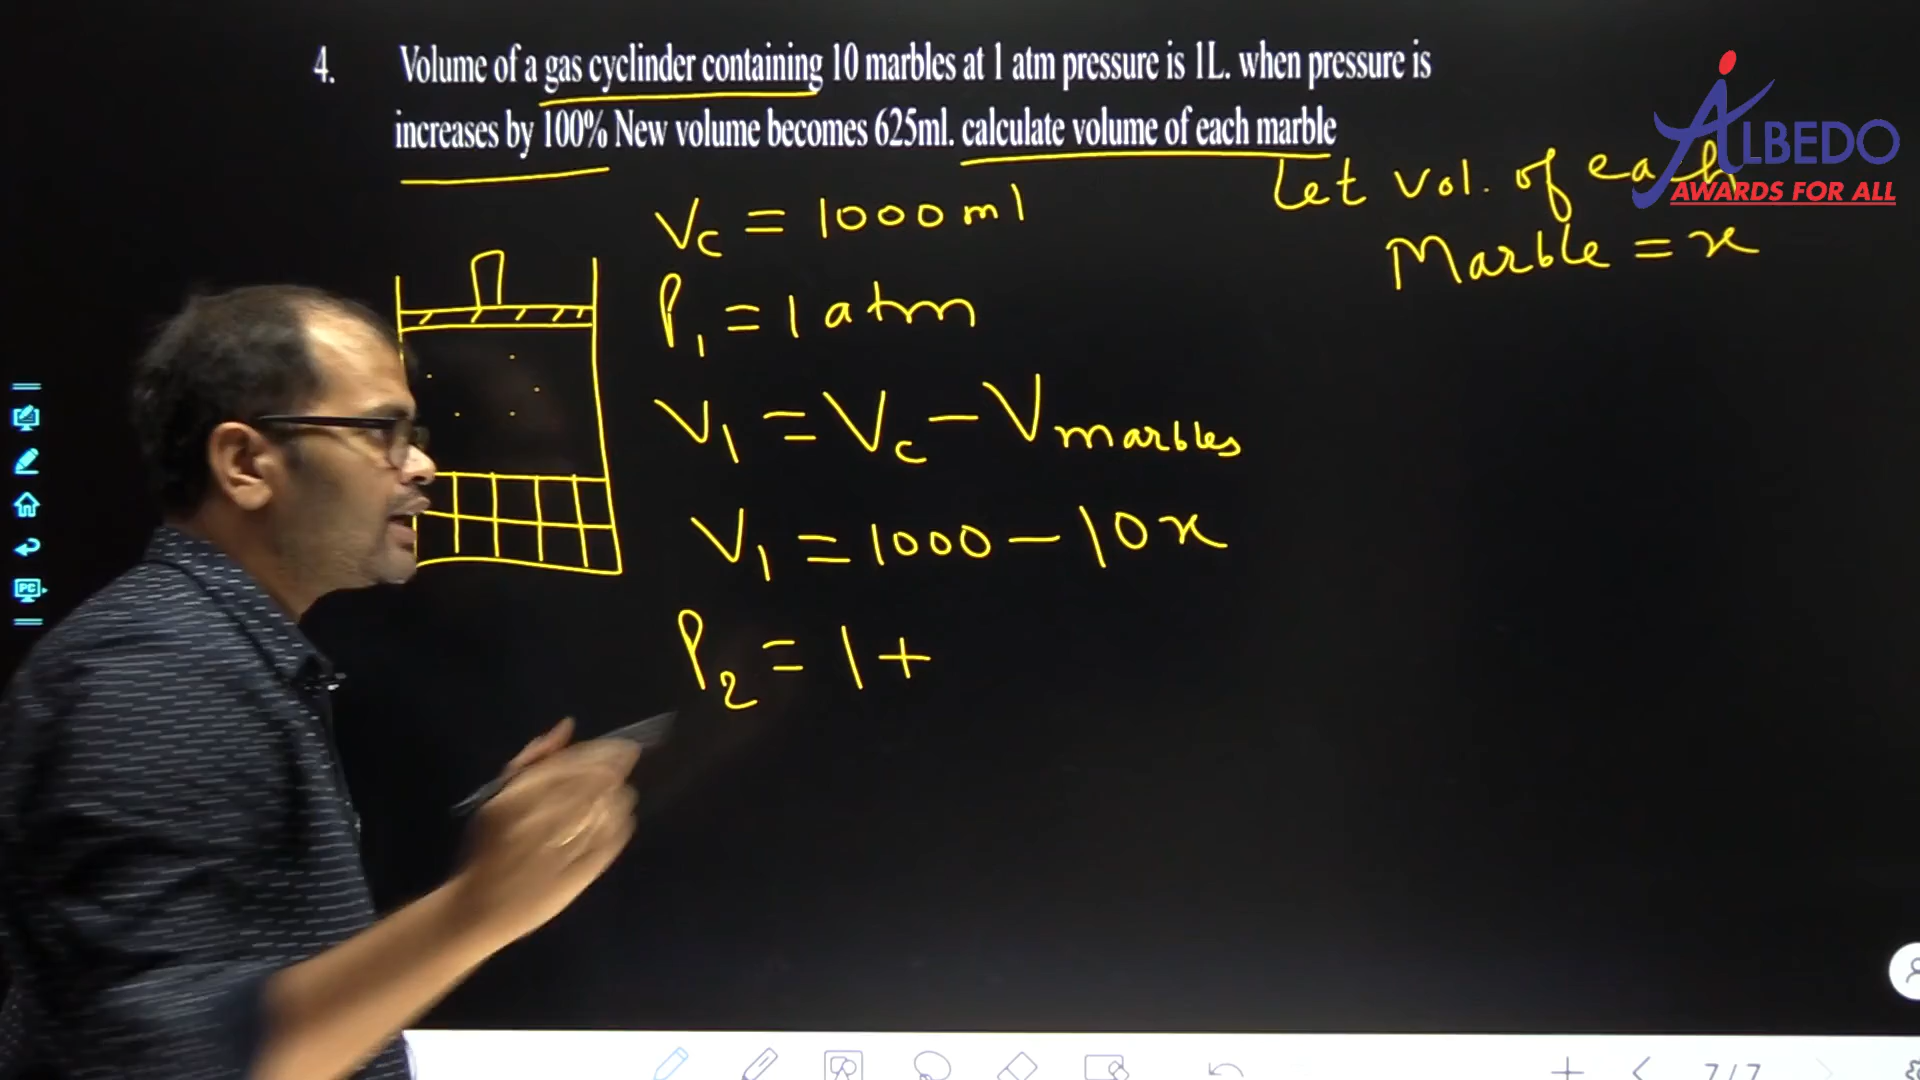 4. Volume of a gas cyclinder containing 10 marbles at 1 atm pressure is 1L. when pressure is
increases by 100% New volume becomes 625ml. calculate volume of each marble
ALBEDO
AWARDS FOR ALL
Let Vol. of each
Marble = x
Vc = 1000 ml
P1 = 1 atm
V1 = Vc - Vmarbles
V1 = 1000 - 10x
P2 = 1 +
PC
7/7